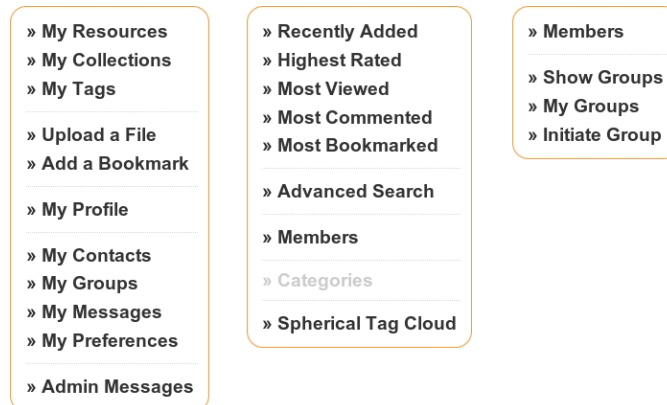 » My Resources
» My Collections
» My Tags
» Upload a File
» Add a Bookmark
» My Profile
» My Contacts
» My Groups
» My Messages
» My Preferences
» Admin Messages
» Recently Added
» Highest Rated
» Most Viewed
» Most Commented
» Most Bookmarked
» Advanced Search
» Members
» Categories
» Spherical Tag Cloud
» Members
» Show Groups
» My Groups
» Initiate Group